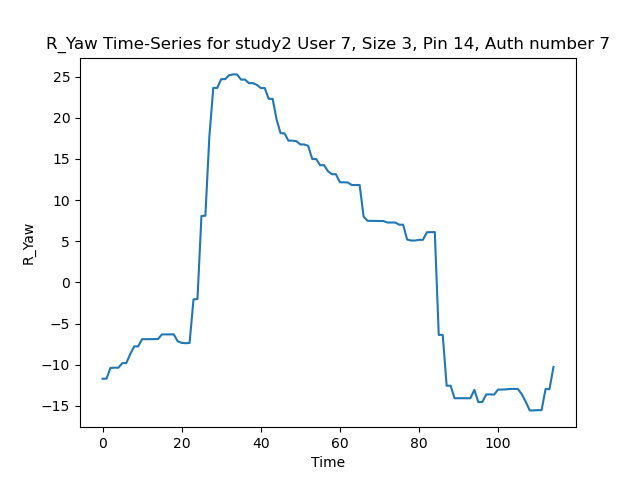 R_Yaw Time-Series for study2 User 7, Size 3, Pin 14, Auth number 7
25
20
15
10
5
0
−5
−10
−15
R_Yaw
0 20 40 60 80 100
Time